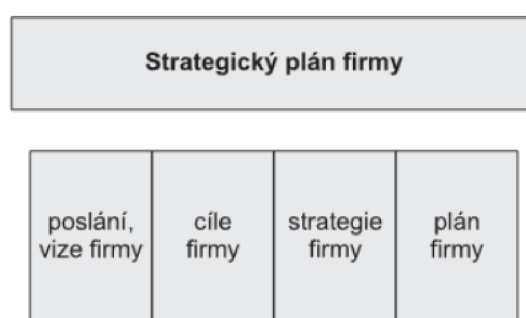 Strategický plán firmy
poslání,
vize firmy
cíle
firmy
strategie
firmy
plán
firmy